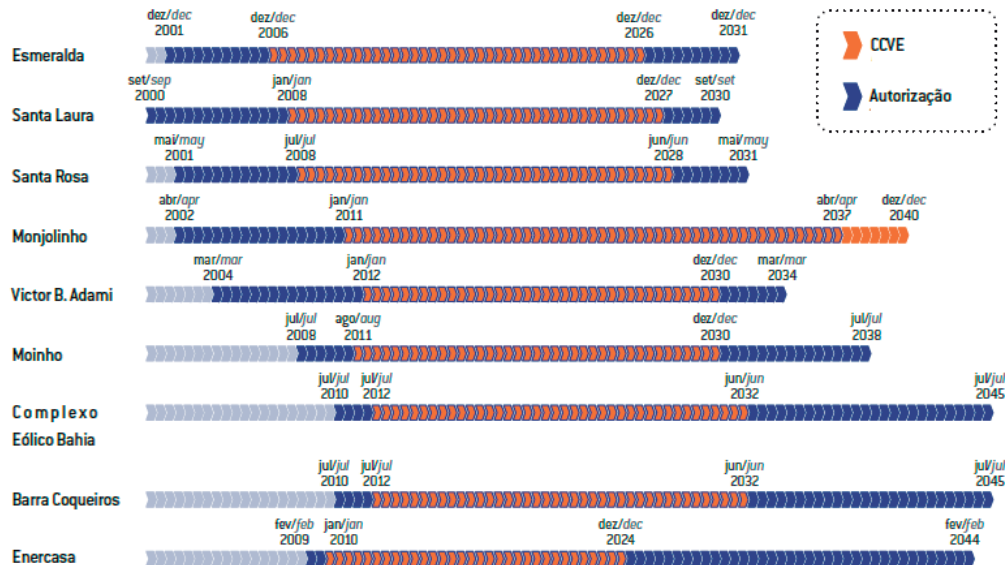 dez/dec dez/dec dez/dec dez/dec
2001 2006 2026 2031
CCVE
Esmeralda
set/sep jan/jan dez/dec set/set
2000 2008 2027 2030
Autorização
Santa Laura
mai/may jul/jul jun/jun mai/may
2001 2008 2028 2031
Santa Rosa
abr/apr jan/jan abr/apr dez/dec
2002 2011 2037 2040
Monjolinho
mar/mar jan/jan dez/dec mar/mar
2004 2012 2030 2034
Victor B. Adami
jul/jul ago/aug dez/dec jul/jul
2008 2011 2030 2038
Moinho
jul/jul jul/jul jun/jun jul/jul
2010 2012 2032 2045
Complexo
Eólico Bahia
jul/jul jul/jul jun/jun jul/jul
2010 2012 2032 2045
Barra Coqueiros
fev/feb jan/jan dez/dec fev/feb
2009 2010 2024 2044
Enercasa